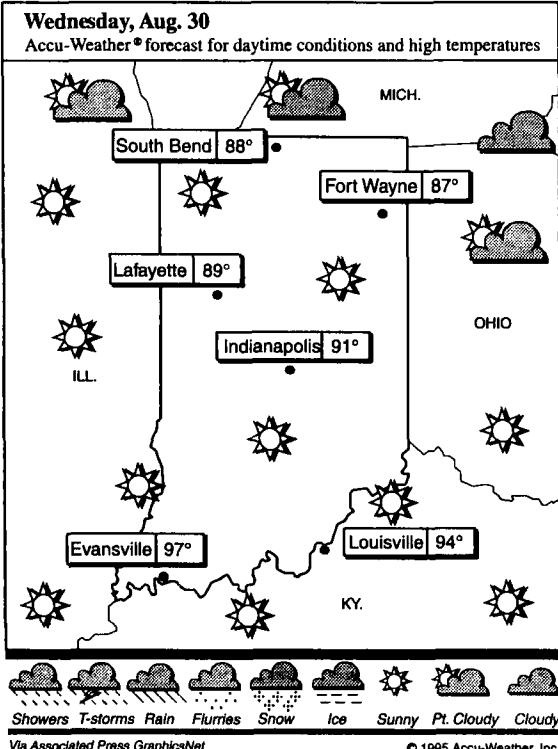 Wednesday, Aug. 30
Accu-Weather® forecast for daytime conditions and high temperatures
MICH.
South Bend 88°
Fort Wayne 87°
Lafayette 89°
OHIO
Indianapolis 91°
ILL.
Evansville 97°
Louisville 94°
KY.
Showers T-storms Rain Flurries Snow Ice Sunny Pt. Cloudy Cloudy
Via Associated Press GraphicsNet
© 1995 Accu-Weather, Inc.